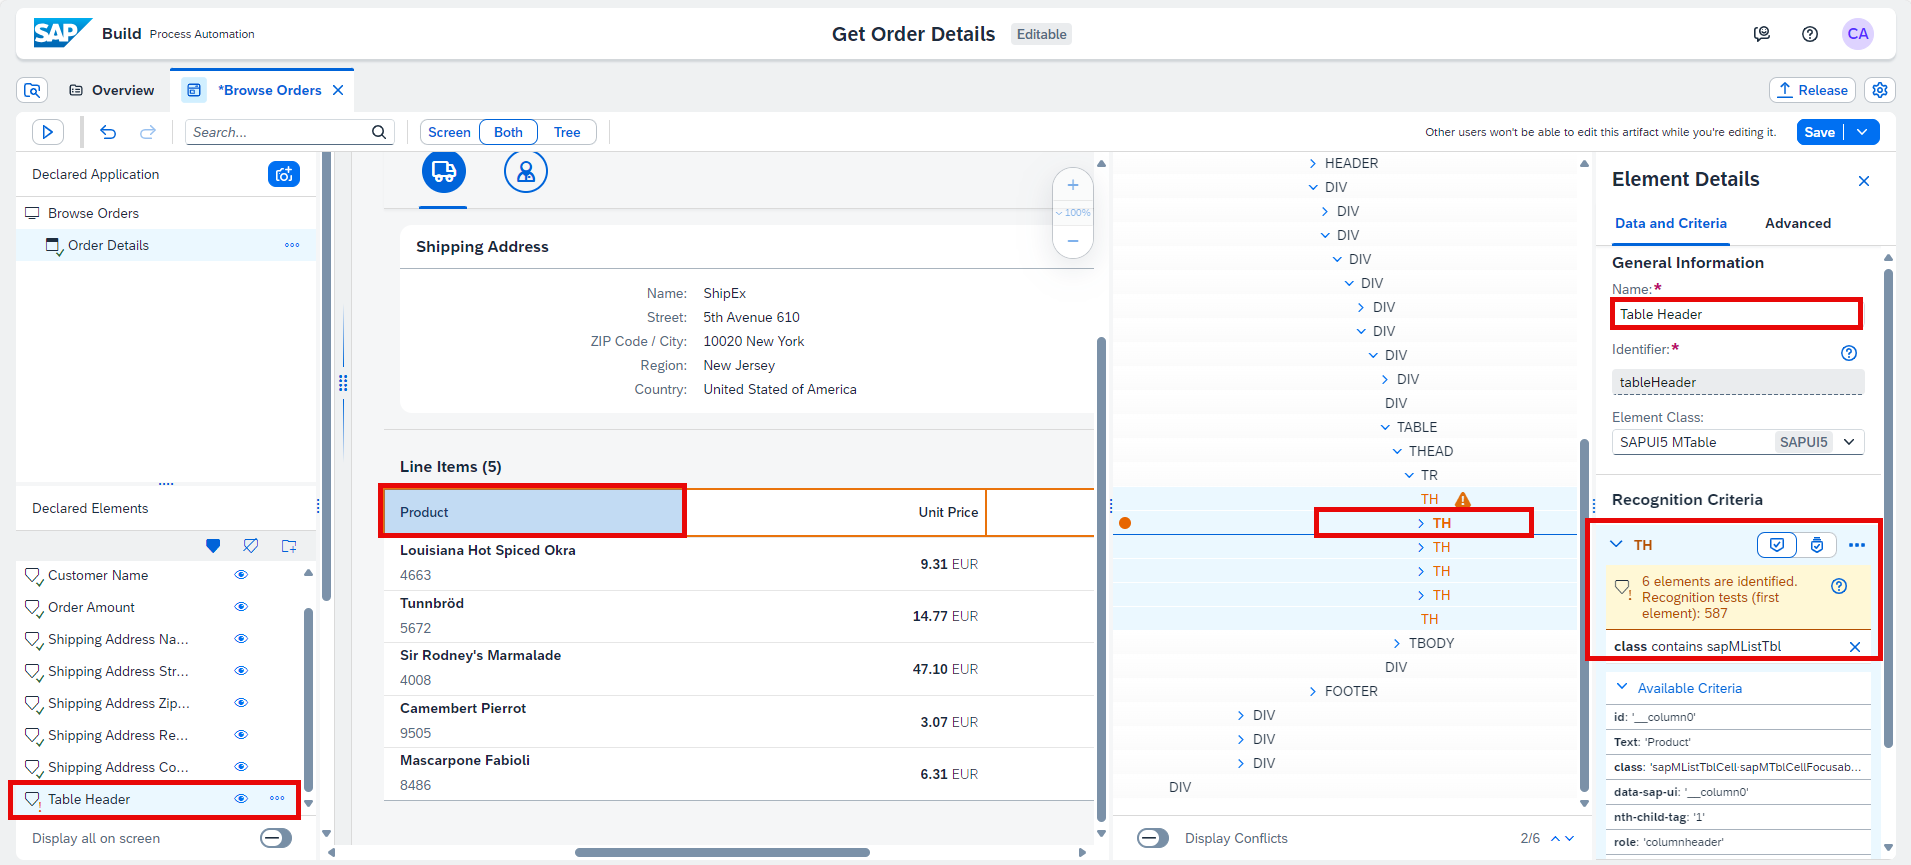 SAP Build Process Automation
Get Order Details Editable
CA
Overview
*Browse Orders
Release
Search...
Screen Both Tree
Other users won't be able to edit this artifact while you're editing it.
Save
Declared Application
Browse Orders
Order Details
Declared Elements
Customer Name
Order Amount
Shipping Address Na...
Shipping Address Str...
Shipping Address Zip...
Shipping Address Re...
Shipping Address Co...
Table Header
Display all on screen
100%
Shipping Address
Name: ShipEx
Street: 5th Avenue 610
ZIP Code / City: 10020 New York
Region: New Jersey
Country: United Stated of America
Line Items (5)
Product Unit Price
Louisiana Hot Spiced Okra
4663
9.31 EUR
Tunnbröd
5672
14.77 EUR
Sir Rodney's Marmalade
4008
47.10 EUR
Camembert Pierrot
9505
3.07 EUR
Mascarpone Fabioli
8486
6.31 EUR
HEADER
DIV
DIV
DIV
DIV
DIV
DIV
DIV
DIV
DIV
DIV
TABLE
THEAD
TR
TH
TH
TH
TH
TH
TH
TBODY
DIV
FOOTER
DIV
DIV
DIV
DIV
Display Conflicts
2/6
Element Details
Data and Criteria Advanced
General Information
Name:*
Table Header
Identifier:*
tableHeader
Element Class:
SAPUI5 MTable SAPUI5
Recognition Criteria
TH
6 elements are identified.
Recognition tests (first
element): 587
class contains sapMListTbl
Available Criteria
id: '__column0'
Text: 'Product'
class: 'sapMListTblCell·sapMTblCellFocusab...
data-sap-ui: '__column0'
nth-child-tag: '1'
role: 'columnheader'